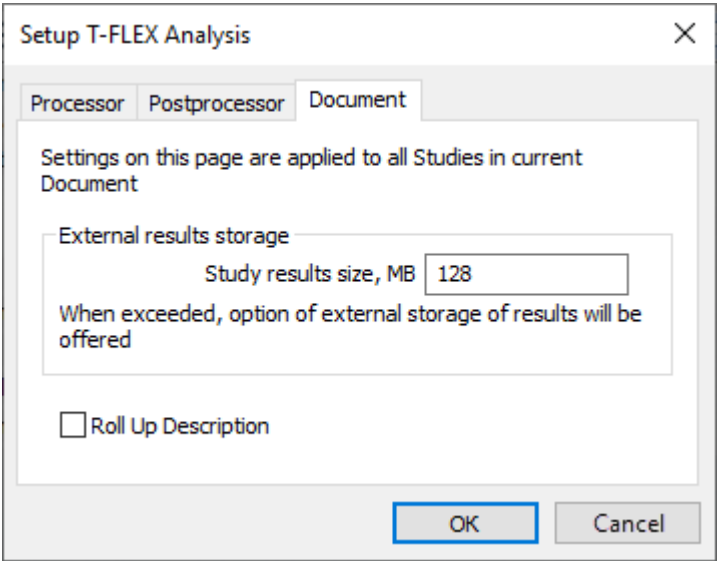 Setup T-FLEX Analysis
Processor Postprocessor Document
Settings on this page are applied to all Studies in current
Document
External results storage
Study results size, MB 128
When exceeded, option of external storage of results will be
offered
Roll Up Description
OK Cancel